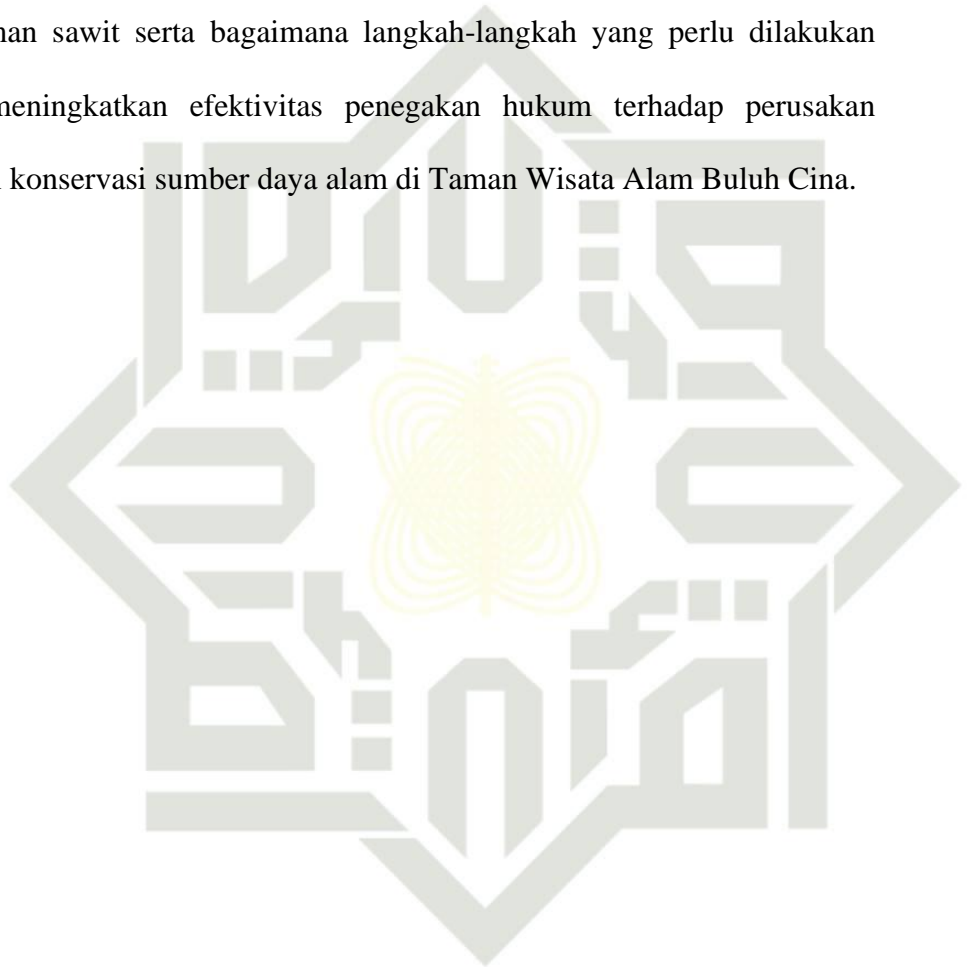 nan sawit serta bagaimana langkah-langkah yang perlu dilakukan
meningkatkan efektivitas penegakan hukum terhadap perusakan
konservasi sumber daya alam di Taman Wisata Alam Buluh Cina.